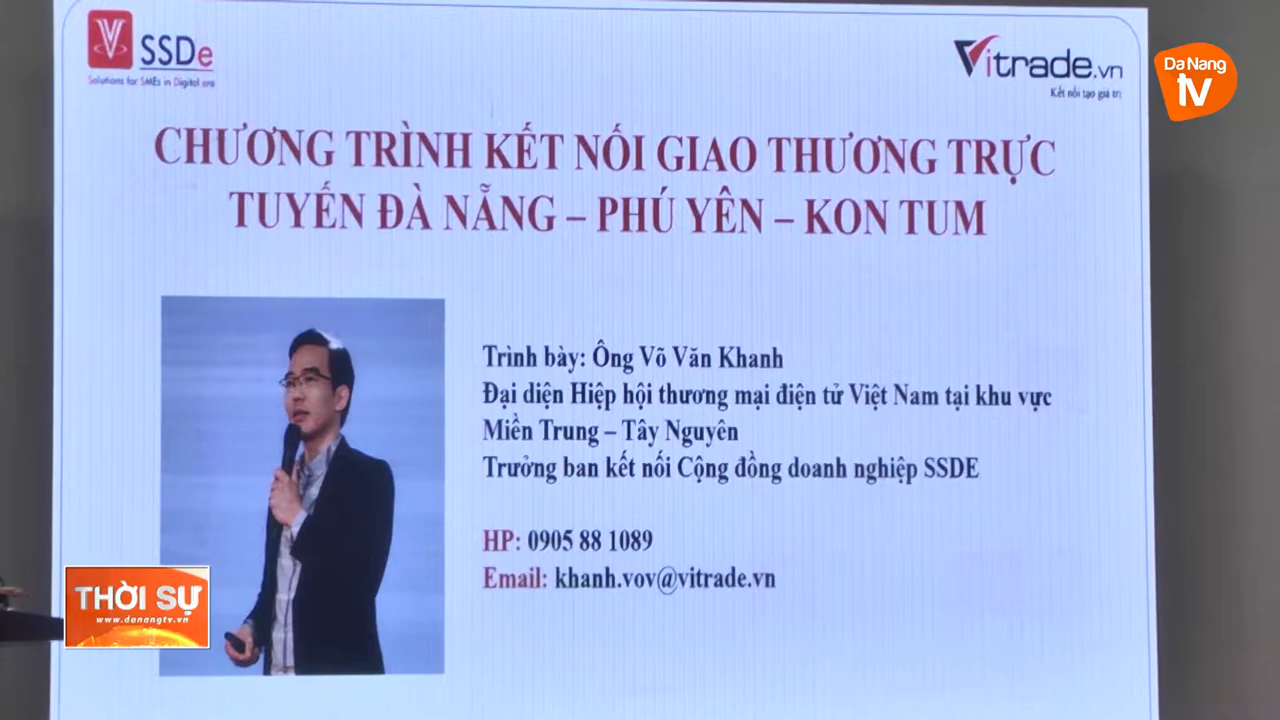 SSDe
Solutions for SMEs in Digital era
Vitrade.vn
Kết nối tạo giá trị
Da Nang
tv
CHƯƠNG TRÌNH KẾT NỐI GIAO THƯƠNG TRỰC
TUYẾN ĐÀ NẴNG – PHÚ YÊN – KON TUM
Trình bày: Ông Võ Văn Khanh
Đại diện Hiệp hội thương mại điện tử Việt Nam tại khu vực
Miền Trung – Tây Nguyên
Trưởng ban kết nối Cộng đồng doanh nghiệp SSDE
HP: 0905 88 1089
Email: khanh.vov@vitrade.vn
THỜI SỰ
www.danangtv.vn